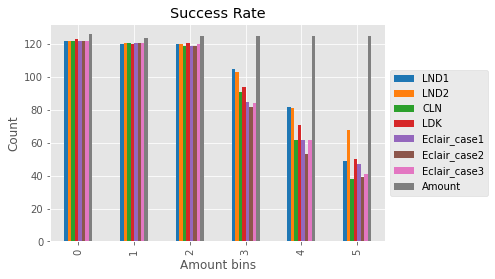 Success Rate
Count
120
100
80
60
40
20
0
0 1 2 3 4 5
Amount bins
LND1
LND2
CLN
LDK
Eclair_case1
Eclair_case2
Eclair_case3
Amount